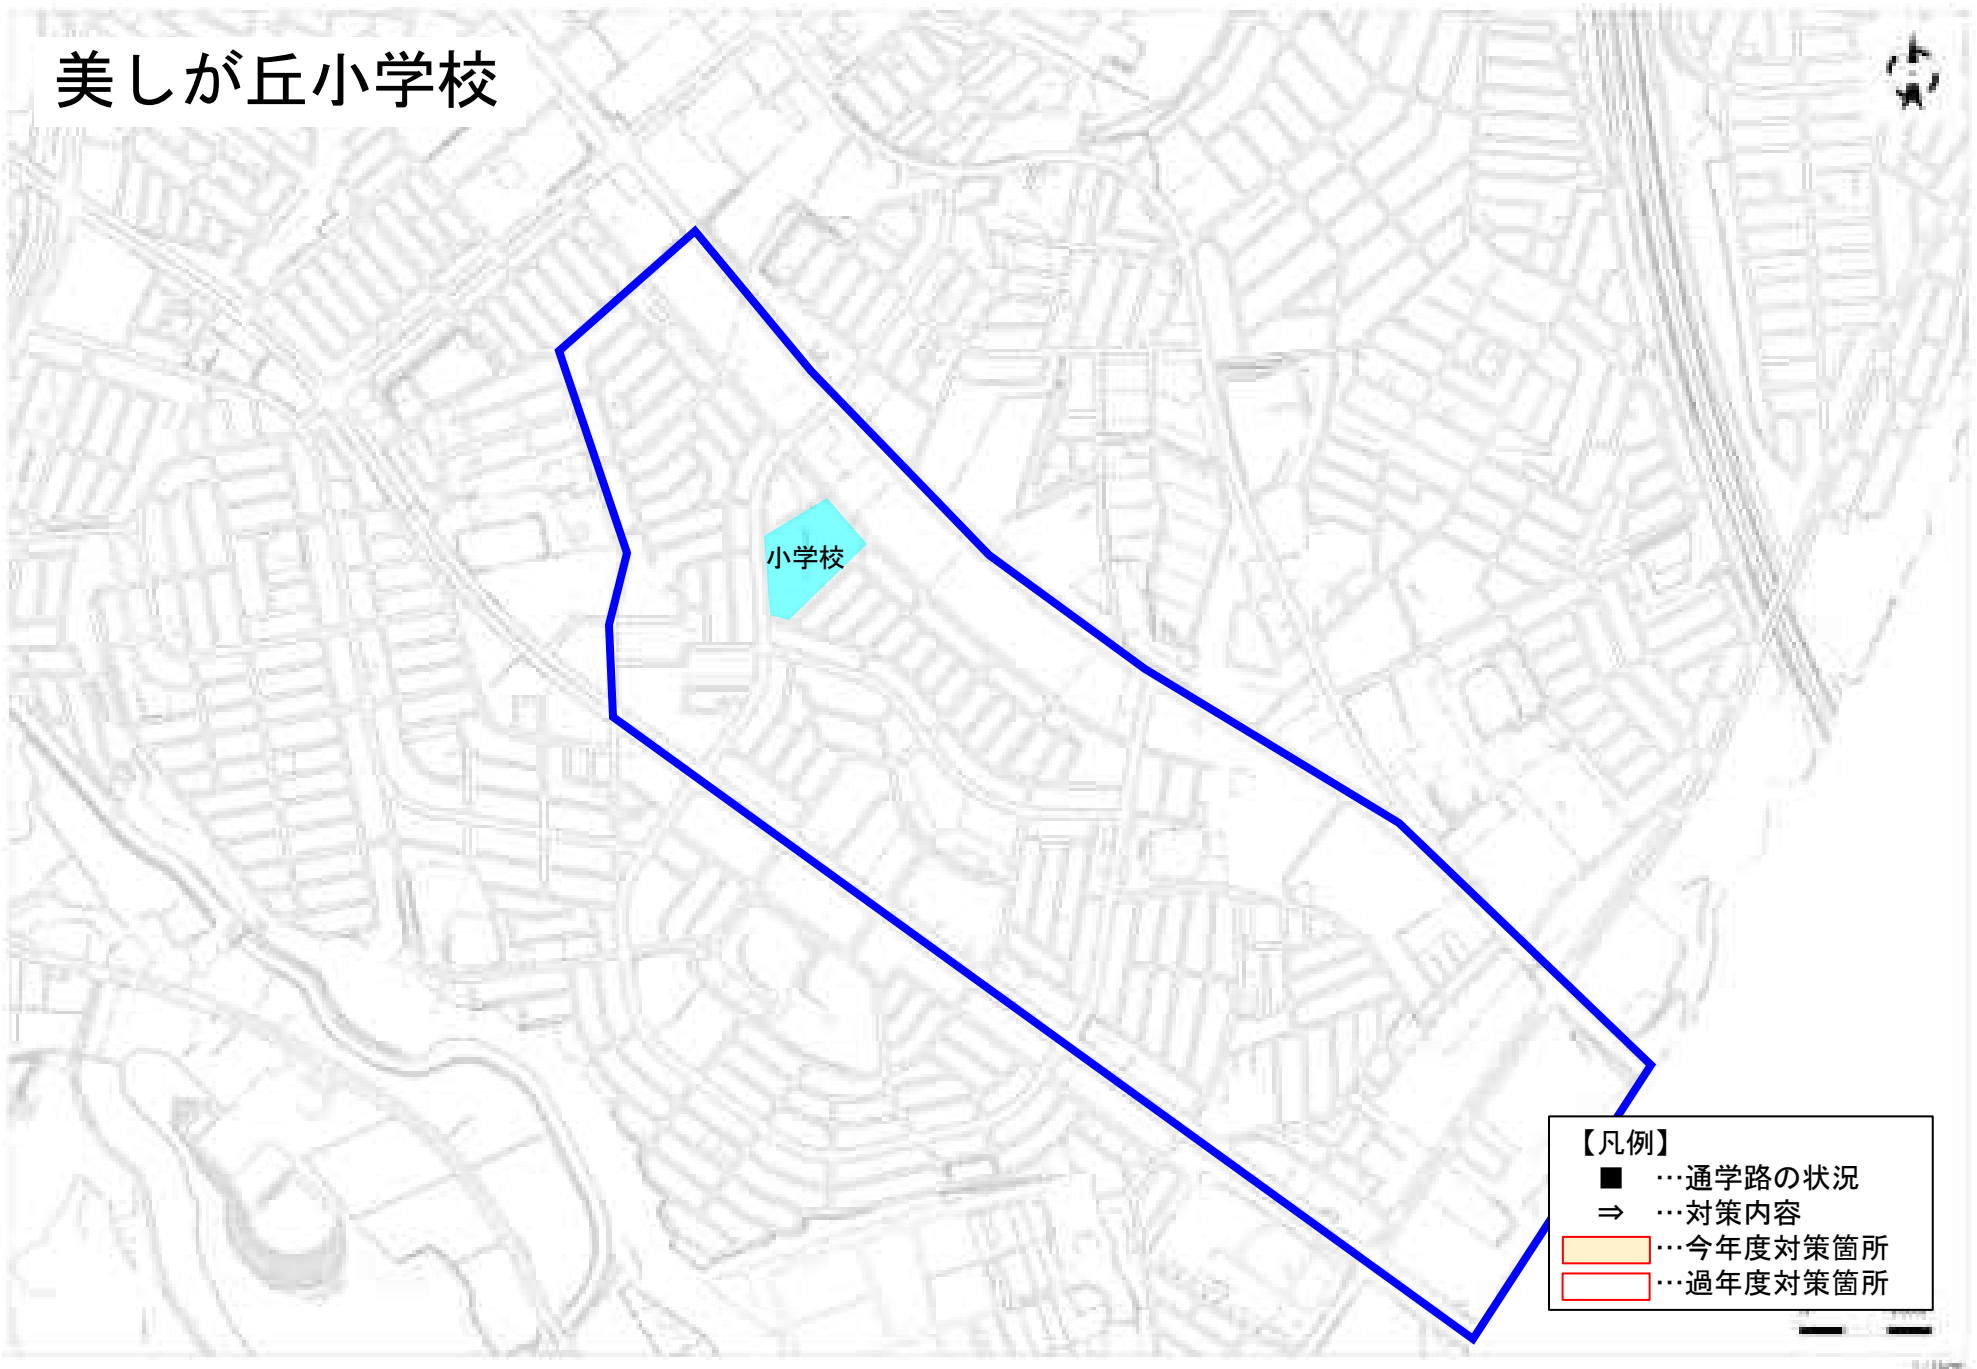 美しが丘小学校
小学校
【凡例】
■ …通学路の状況
⇒ …対策内容
…今年度対策箇所
…過年度対策箇所